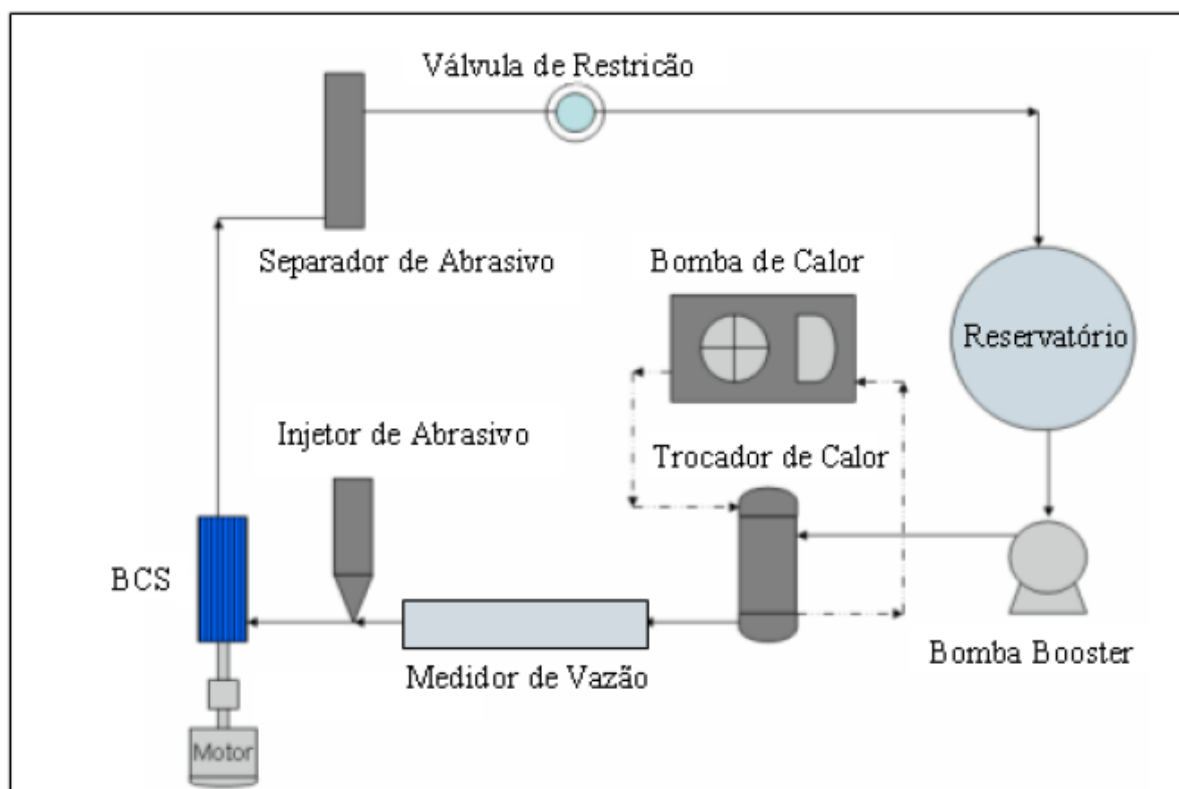 Válvula de Restricão
Separador de Abrasivo
Bomba de Calor
Reservatório
Injetor de Abrasivo
Trocador de Calor
BCS
Bomba Booster
Medidor de Vazão
Motor